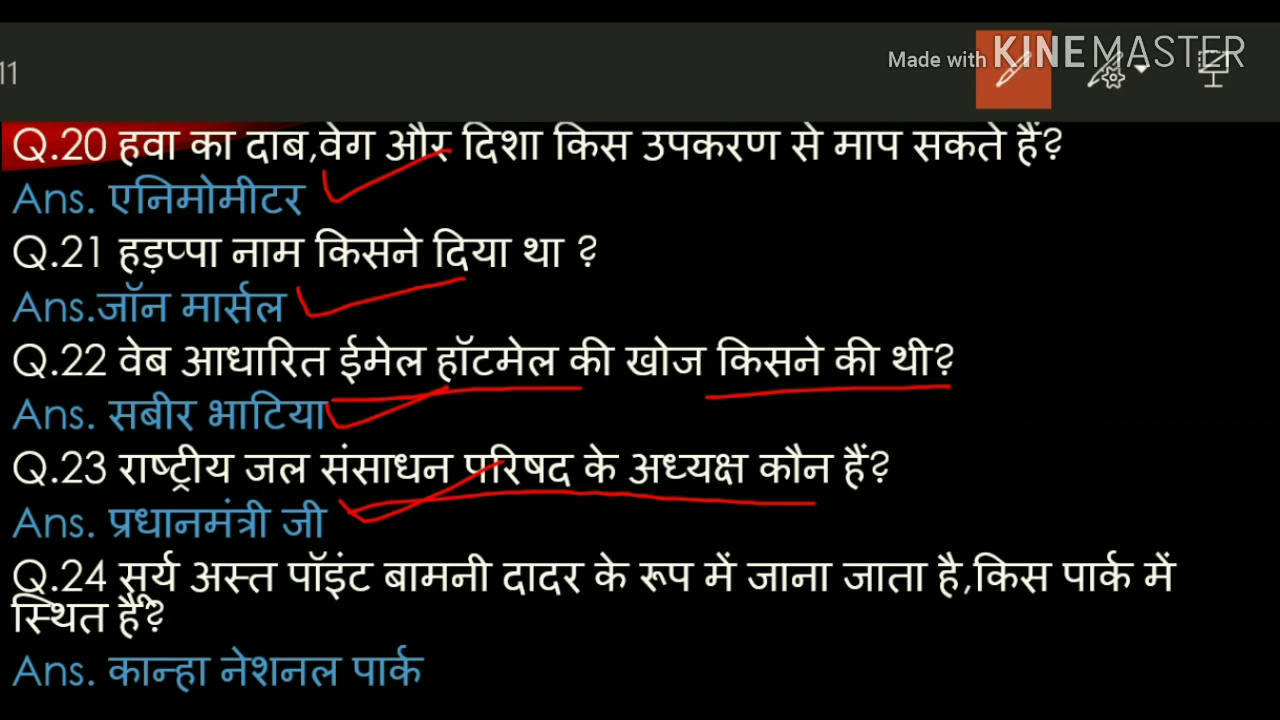 Made with KINEMASTER
11
Q.20 हवा का दाब,वेग और दिशा किस उपकरण से माप सकते हैं?
Ans. एनिमोमीटर
Q.21 हड़प्पा नाम किसने दिया था ?
Ans.जॉन मार्सल
Q.22 वेब आधारित ईमेल हॉटमेल की खोज किसने की थी?
Ans. सबीर भाटिया
Q.23 राष्ट्रीय जल संसाधन परिषद के अध्यक्ष कौन हैं?
Ans. प्रधानमंत्री जी
Q.24 सूर्य अस्त पॉइंट बामनी दादर के रूप में जाना जाता है,किस पार्क में
स्थित है?
Ans. कान्हा नेशनल पार्क